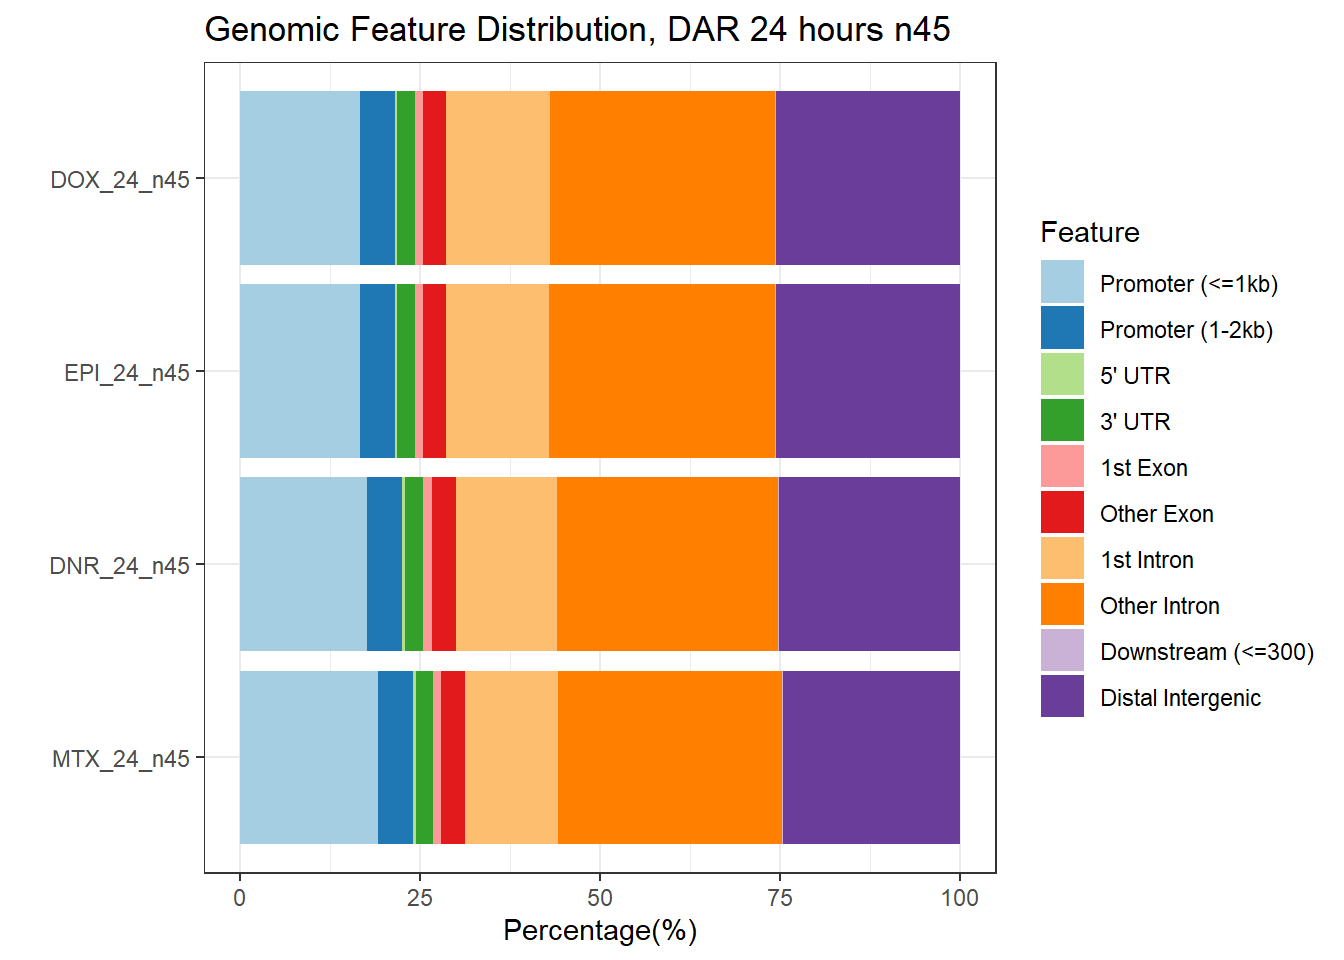 Genomic Feature Distribution, DAR 24 hours n45
DOX_24_n45
EPI_24_n45
DNR_24_n45
MTX_24_n45
0
25
50
75
100
Percentage(%)
Feature
Promoter (<=1kb)
Promoter (1-2kb)
5' UTR
3' UTR
1st Exon
Other Exon
1st Intron
Other Intron
Downstream (<=300)
Distal Intergenic